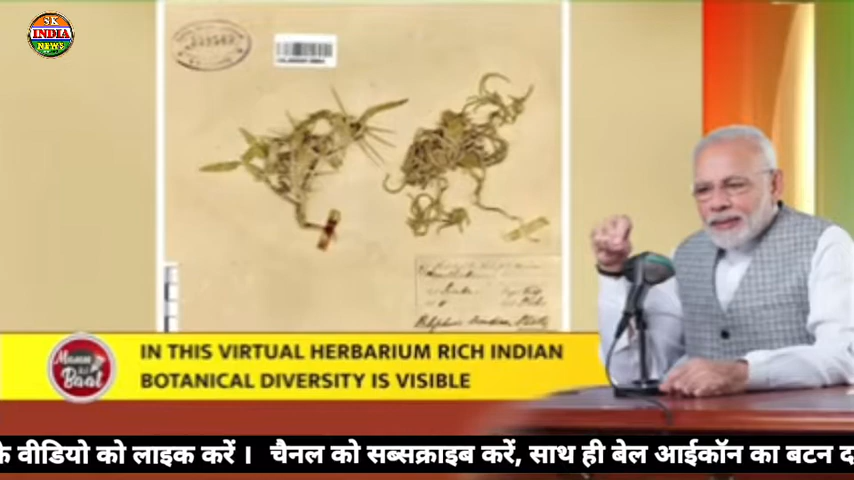 SK
INDIA
NEWS
Mann
Ki
Baat
IN THIS VIRTUAL HERBARIUM RICH INDIAN
BOTANICAL DIVERSITY IS VISIBLE
के वीडियो को लाइक करें । चैनल को सब्सक्राइब करें, साथ ही बेल आईकॉन का बटन